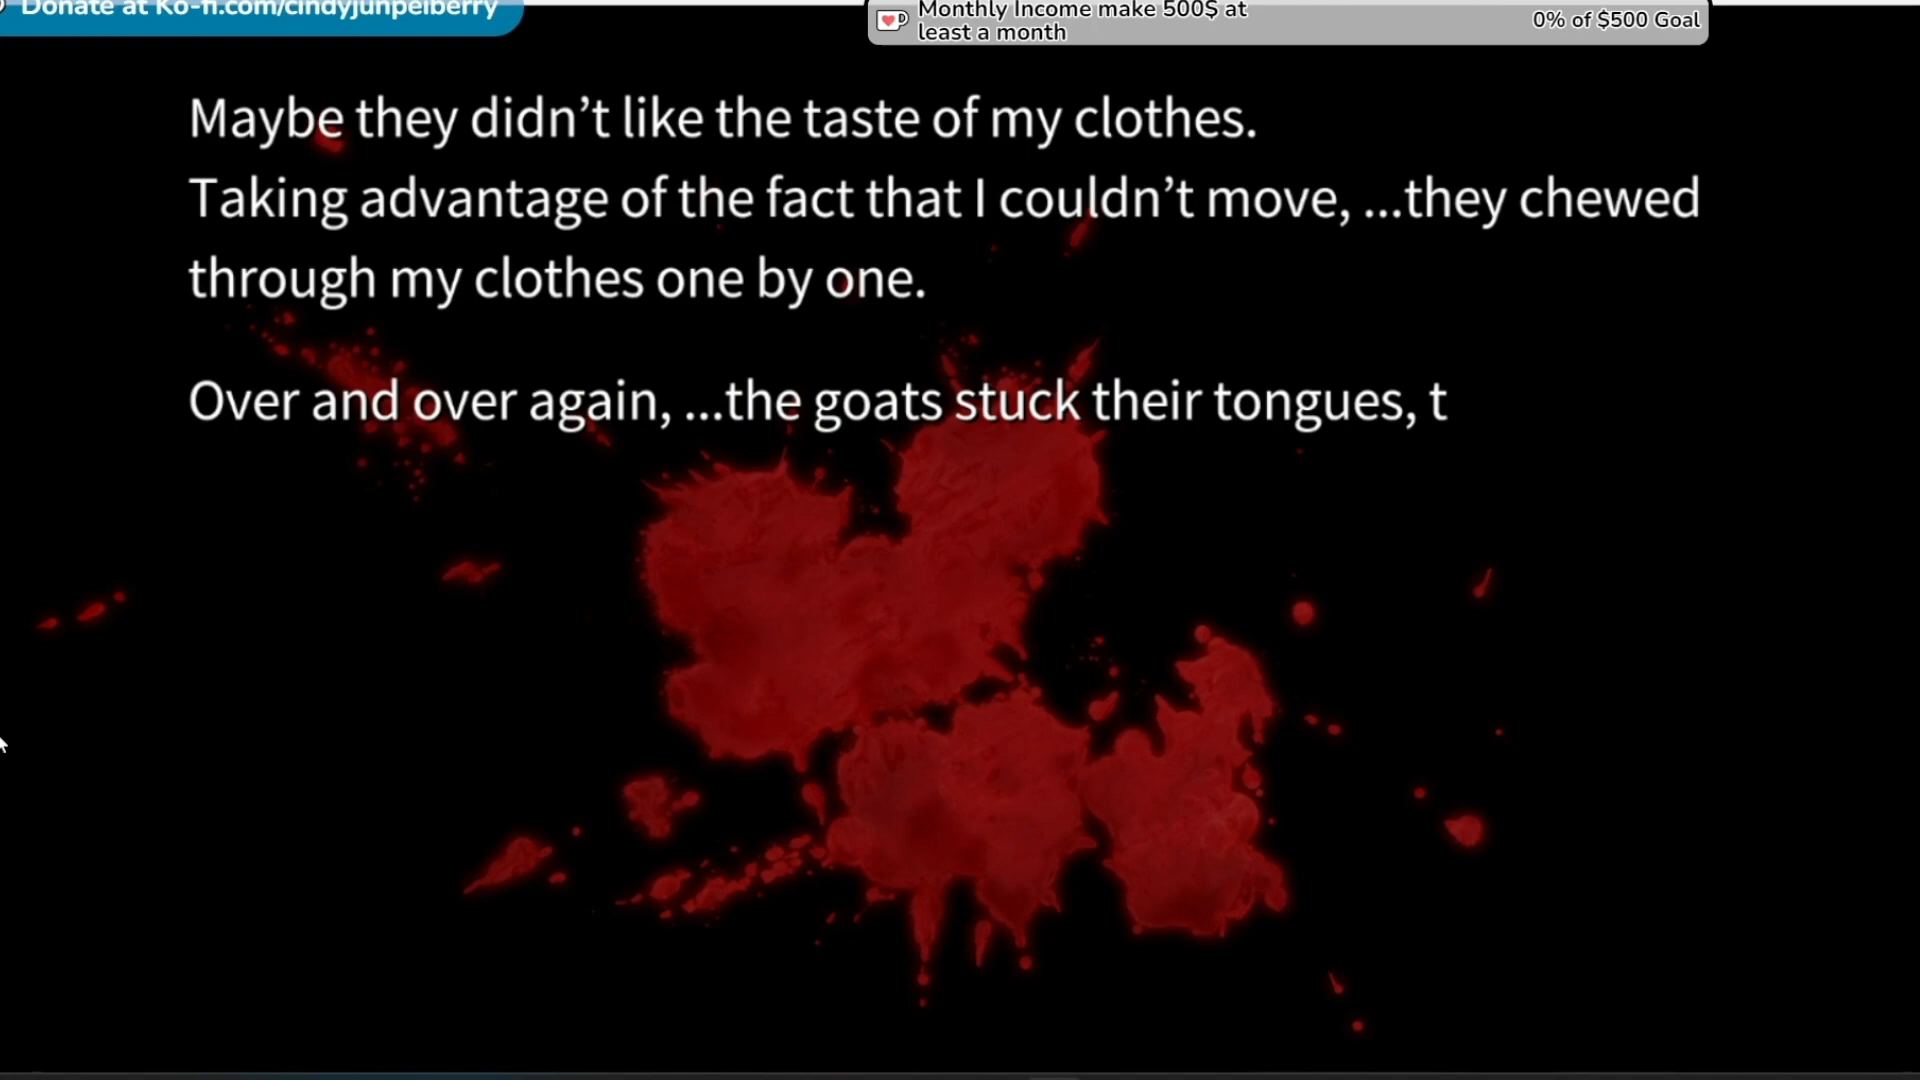 Donate at Ko-fi.com/cindyjunpeiberry
Monthly Income make 500$ at
least a month
0% of $500 Goal
Maybe they didn’t like the taste of my clothes.
Taking advantage of the fact that I couldn’t move, ...they chewed
through my clothes one by one.
Over and over again, ...the goats stuck their tongues, t